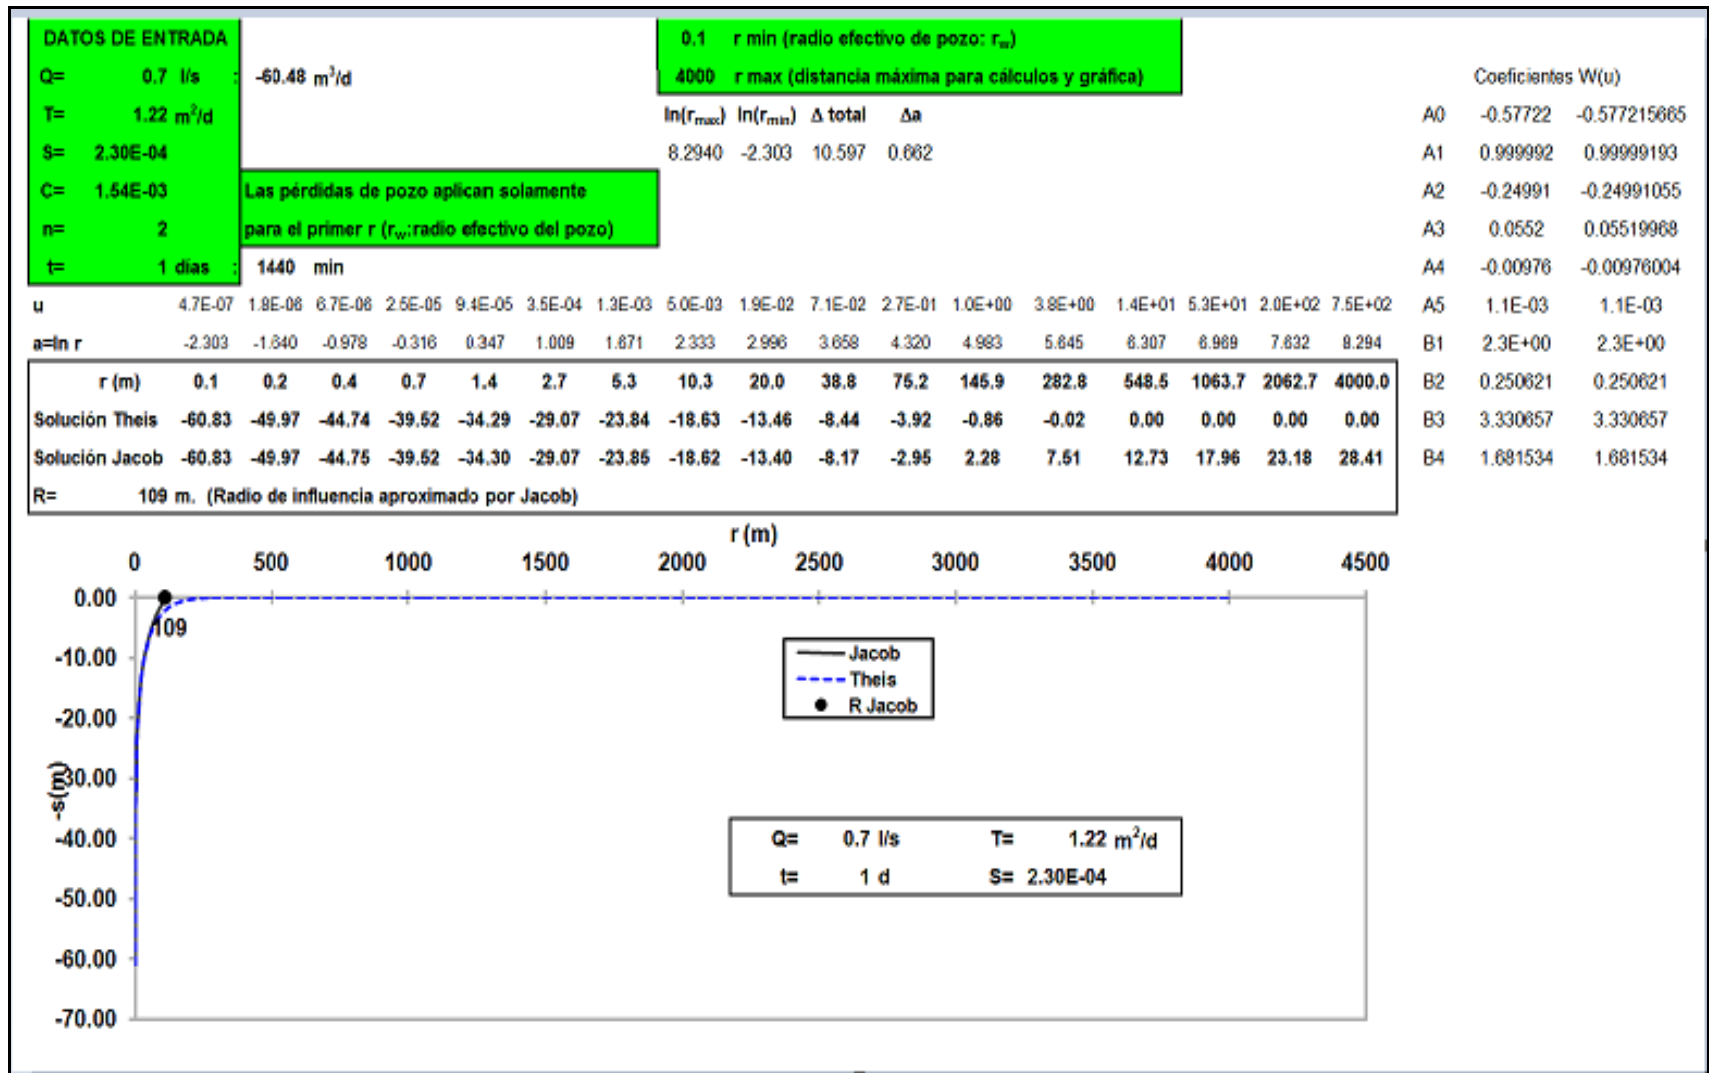 DATOS DE ENTRADA
0.1 r min (radio efectivo de pozo: rw)
Q= 0.7 l/s : -60.48 m³/d
4000 r max (distancia máxima para cálculos y gráfica)
Coeficientes W(u)
T= 1.22 m²/d
ln(rmax) ln(rmin) Δ total Δa
A0 -0.57722 -0.577215665
S= 2.30E-04
8.2940 -2.303 10.597 0.662
A1 0.999992 0.99999193
C= 1.54E-03 Las pérdidas de pozo aplican solamente
A2 -0.24991 -0.24991055
n= 2 para el primer r (rw:radio efectivo del pozo)
A3 0.0552 0.05519968
t= 1 días : 1440 min
A4 -0.00976 -0.00976004
u 4.7E-07 1.8E-06 6.7E-06 2.5E-05 9.4E-05 3.5E-04 1.3E-03 5.0E-03 1.9E-02 7.1E-02 2.7E-01 1.0E+00 3.8E+00 1.4E+01 5.3E+01 2.0E+02 7.5E+02
A5 1.1E-03 1.1E-03
a=ln r -2.303 -1.640 -0.978 -0.316 0.347 1.009 1.671 2.333 2.996 3.658 4.320 4.983 5.645 6.307 6.969 7.632 8.294
B1 2.3E+00 2.3E+00
r (m) 0.1 0.2 0.4 0.7 1.4 2.7 5.3 10.3 20.0 38.8 75.2 145.9 282.8 548.5 1063.7 2062.7 4000.0
B2 0.250621 0.250621
Solución Theis -60.83 -49.97 -44.74 -39.52 -34.29 -29.07 -23.84 -18.63 -13.46 -8.44 -3.92 -0.86 -0.02 0.00 0.00 0.00 0.00
B3 3.330657 3.330657
Solución Jacob -60.83 -49.97 -44.75 -39.52 -34.30 -29.07 -23.85 -18.62 -13.40 -8.17 -2.95 2.28 7.51 12.73 17.96 23.18 28.41
B4 1.681534 1.681534
R= 109 m. (Radio de influencia aproximado por Jacob)
r (m)
0 500 1000 1500 2000 2500 3000 3500 4000 4500
0.00
109
-10.00
Jacob
Theis
R Jacob
-20.00
-30.00
-s(m)
-40.00
Q= 0.7 l/s T= 1.22 m²/d
t= 1 d S= 2.30E-04
-50.00
-60.00
-70.00